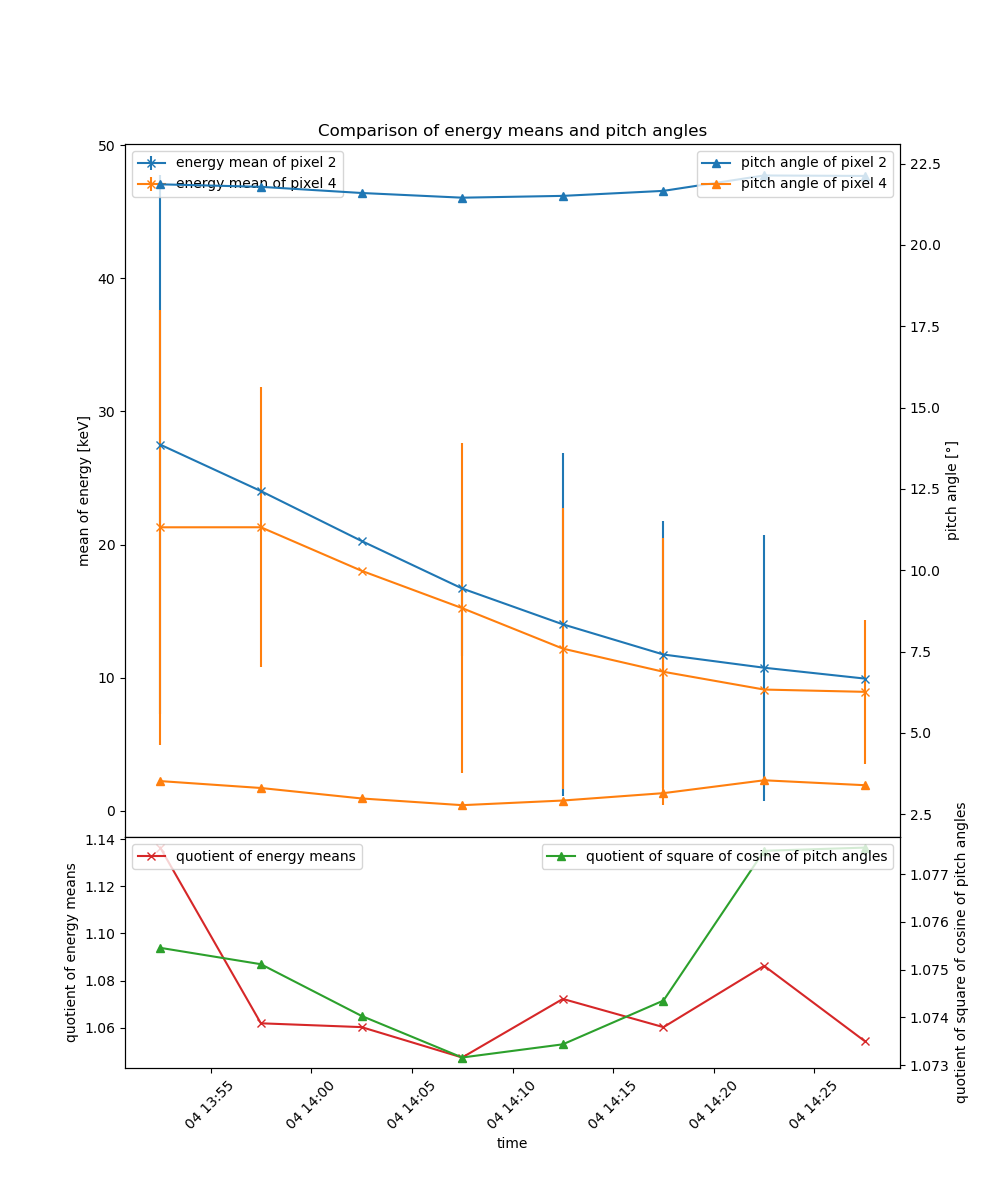 Comparison of energy means and pitch angles
energy mean of pixel 2
energy mean of pixel 4
pitch angle of pixel 2
pitch angle of pixel 4
mean of energy [keV]
50
40
30
20
10
0
22.5
20.0
17.5
15.0
12.5
10.0
7.5
5.0
2.5
pitch angle [°]
quotient of energy means
quotient of square of cosine of pitch angles
quotient of energy means
1.14
1.12
1.10
1.08
1.06
1.077
1.076
1.075
1.074
1.073
quotient of square of cosine of pitch angles
04 13:55
04 14:00
04 14:05
04 14:10
04 14:15
04 14:20
04 14:25
time